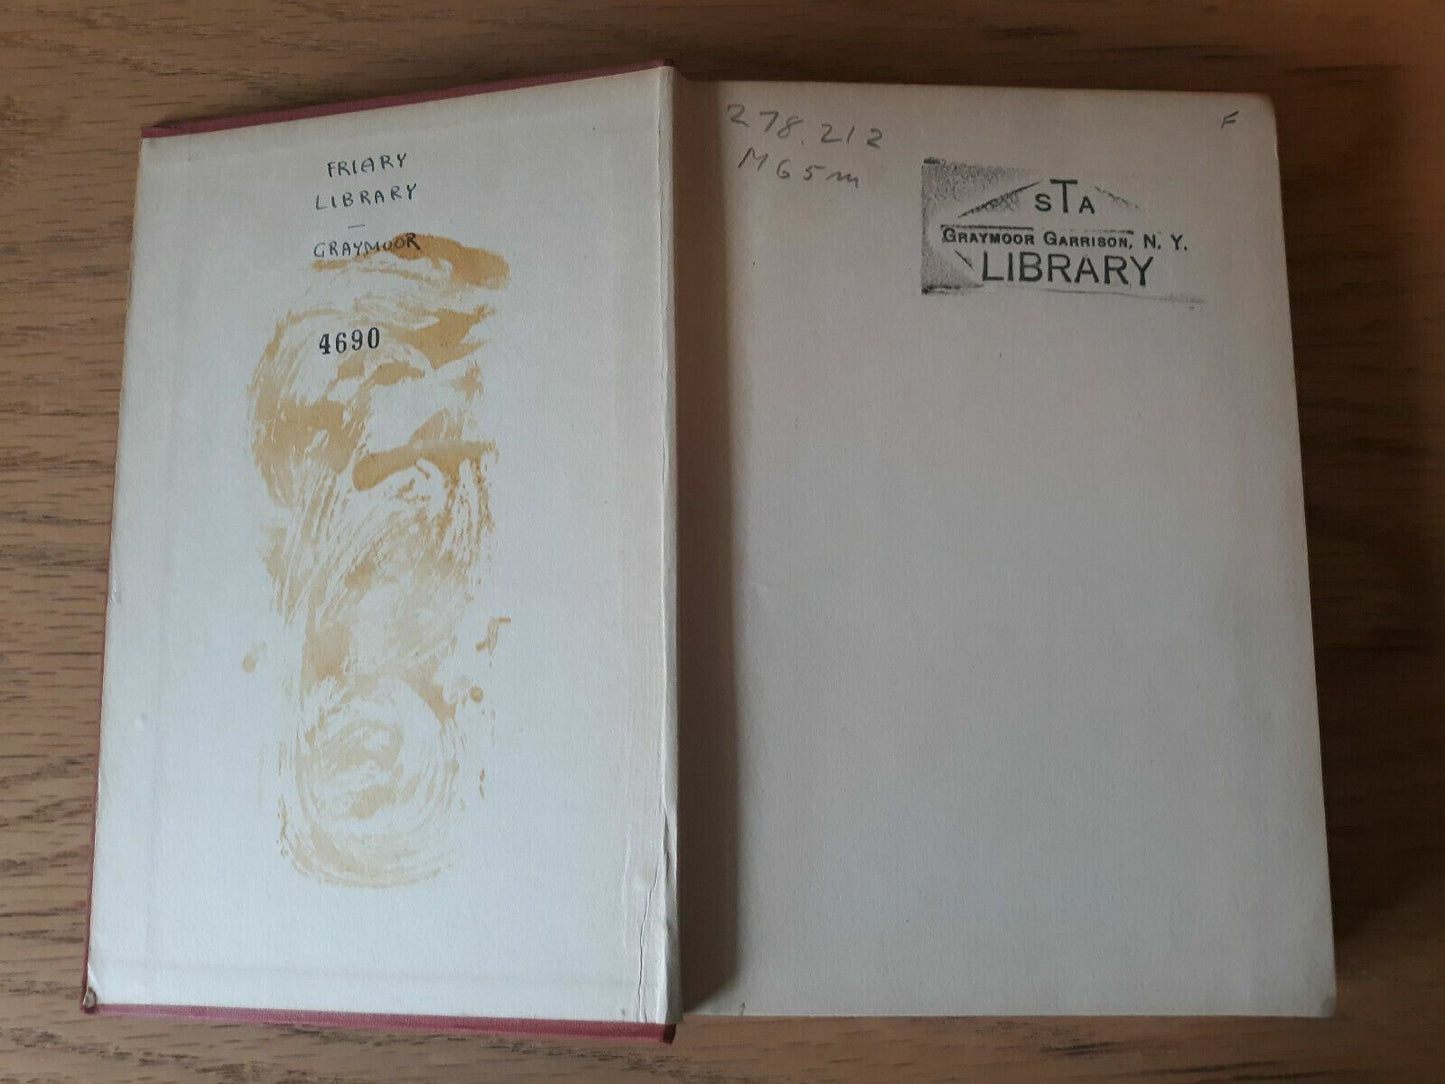 FRIARY
LIBRARY
—
GRAYMOOR
4690
278.212
M65m
F
STA
GRAYMOOR GARRISON, N. Y.
LIBRARY